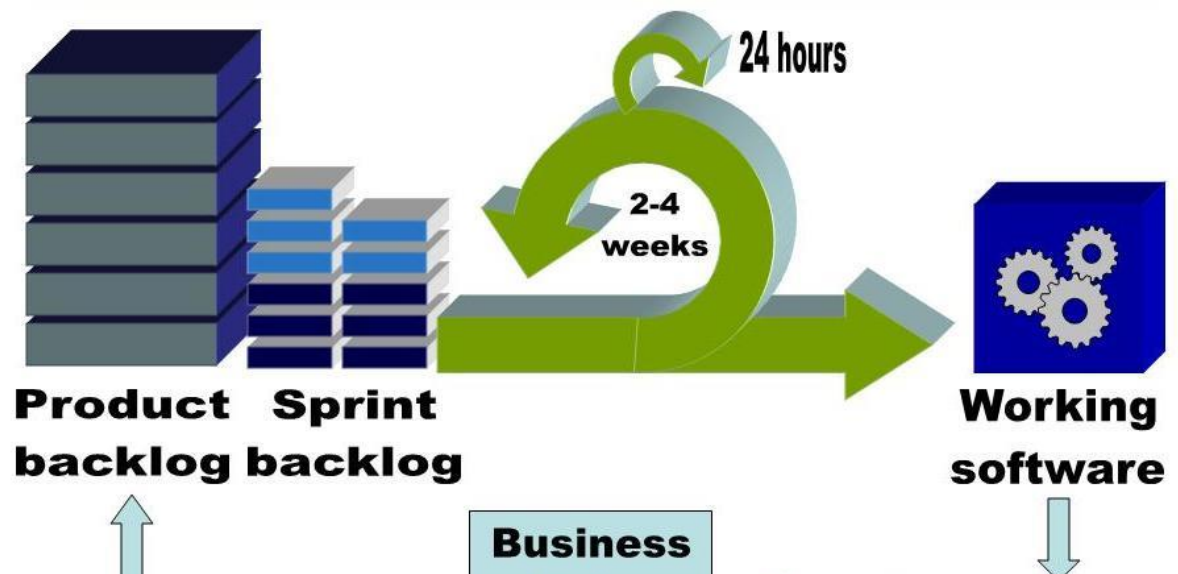 24 hours
2-4
weeks
Product
backlog
Sprint
backlog
Working
software
Business